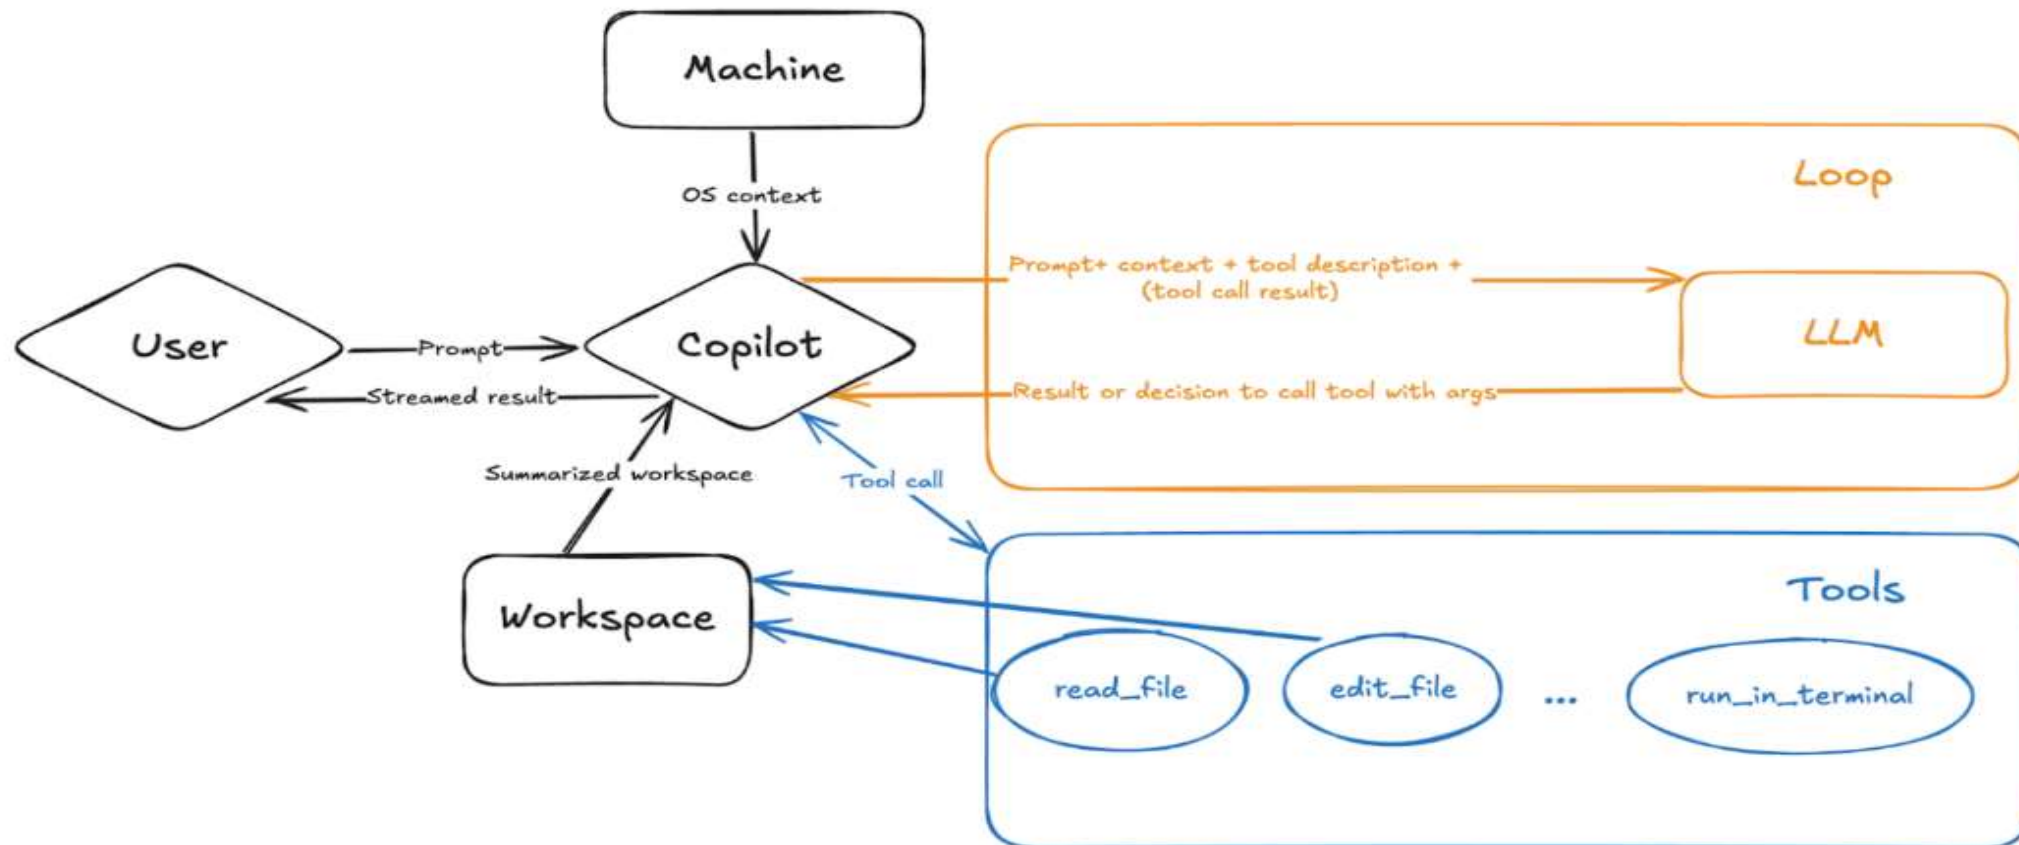 Machine
OS context
Loop
Prompt+ context + tool description +
(tool call result)
User
Prompt
Copilot
LLM
Streamed result
Result or decision to call tool with args
Summarized workspace
Tool call
Tools
Workspace
read_file
edit_file
...
run_in_terminal